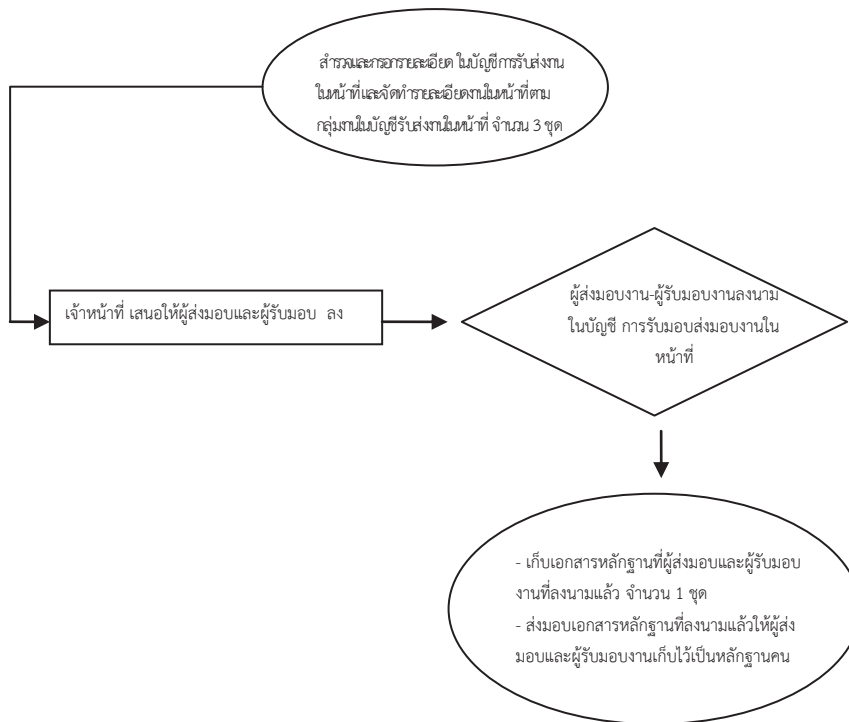 สำรวจและกรอกรายละเอียด ในบัญชีการรับส่งงาน
ในหน้าที่และจัดทำรายละเอียดงานในหน้าที่ตาม
กลุ่มงานในบัญชีรับส่งงานในหน้าที่ จำนวน 3 ชุด
เจ้าหน้าที่ เสนอให้ผู้ส่งมอบและผู้รับมอบ ลง
ผู้ส่งมอบงาน-ผู้รับมอบงานลงนาม
ในบัญชี การรับมอบส่งมอบงานใน
หน้าที่
- เก็บเอกสารหลักฐานที่ผู้ส่งมอบและผู้รับมอบ
งานที่ลงนามแล้ว จำนวน 1 ชุด
- ส่งมอบเอกสารหลักฐานที่ลงนามแล้วให้ผู้ส่ง
มอบและผู้รับมอบงานเก็บไว้เป็นหลักฐานคน